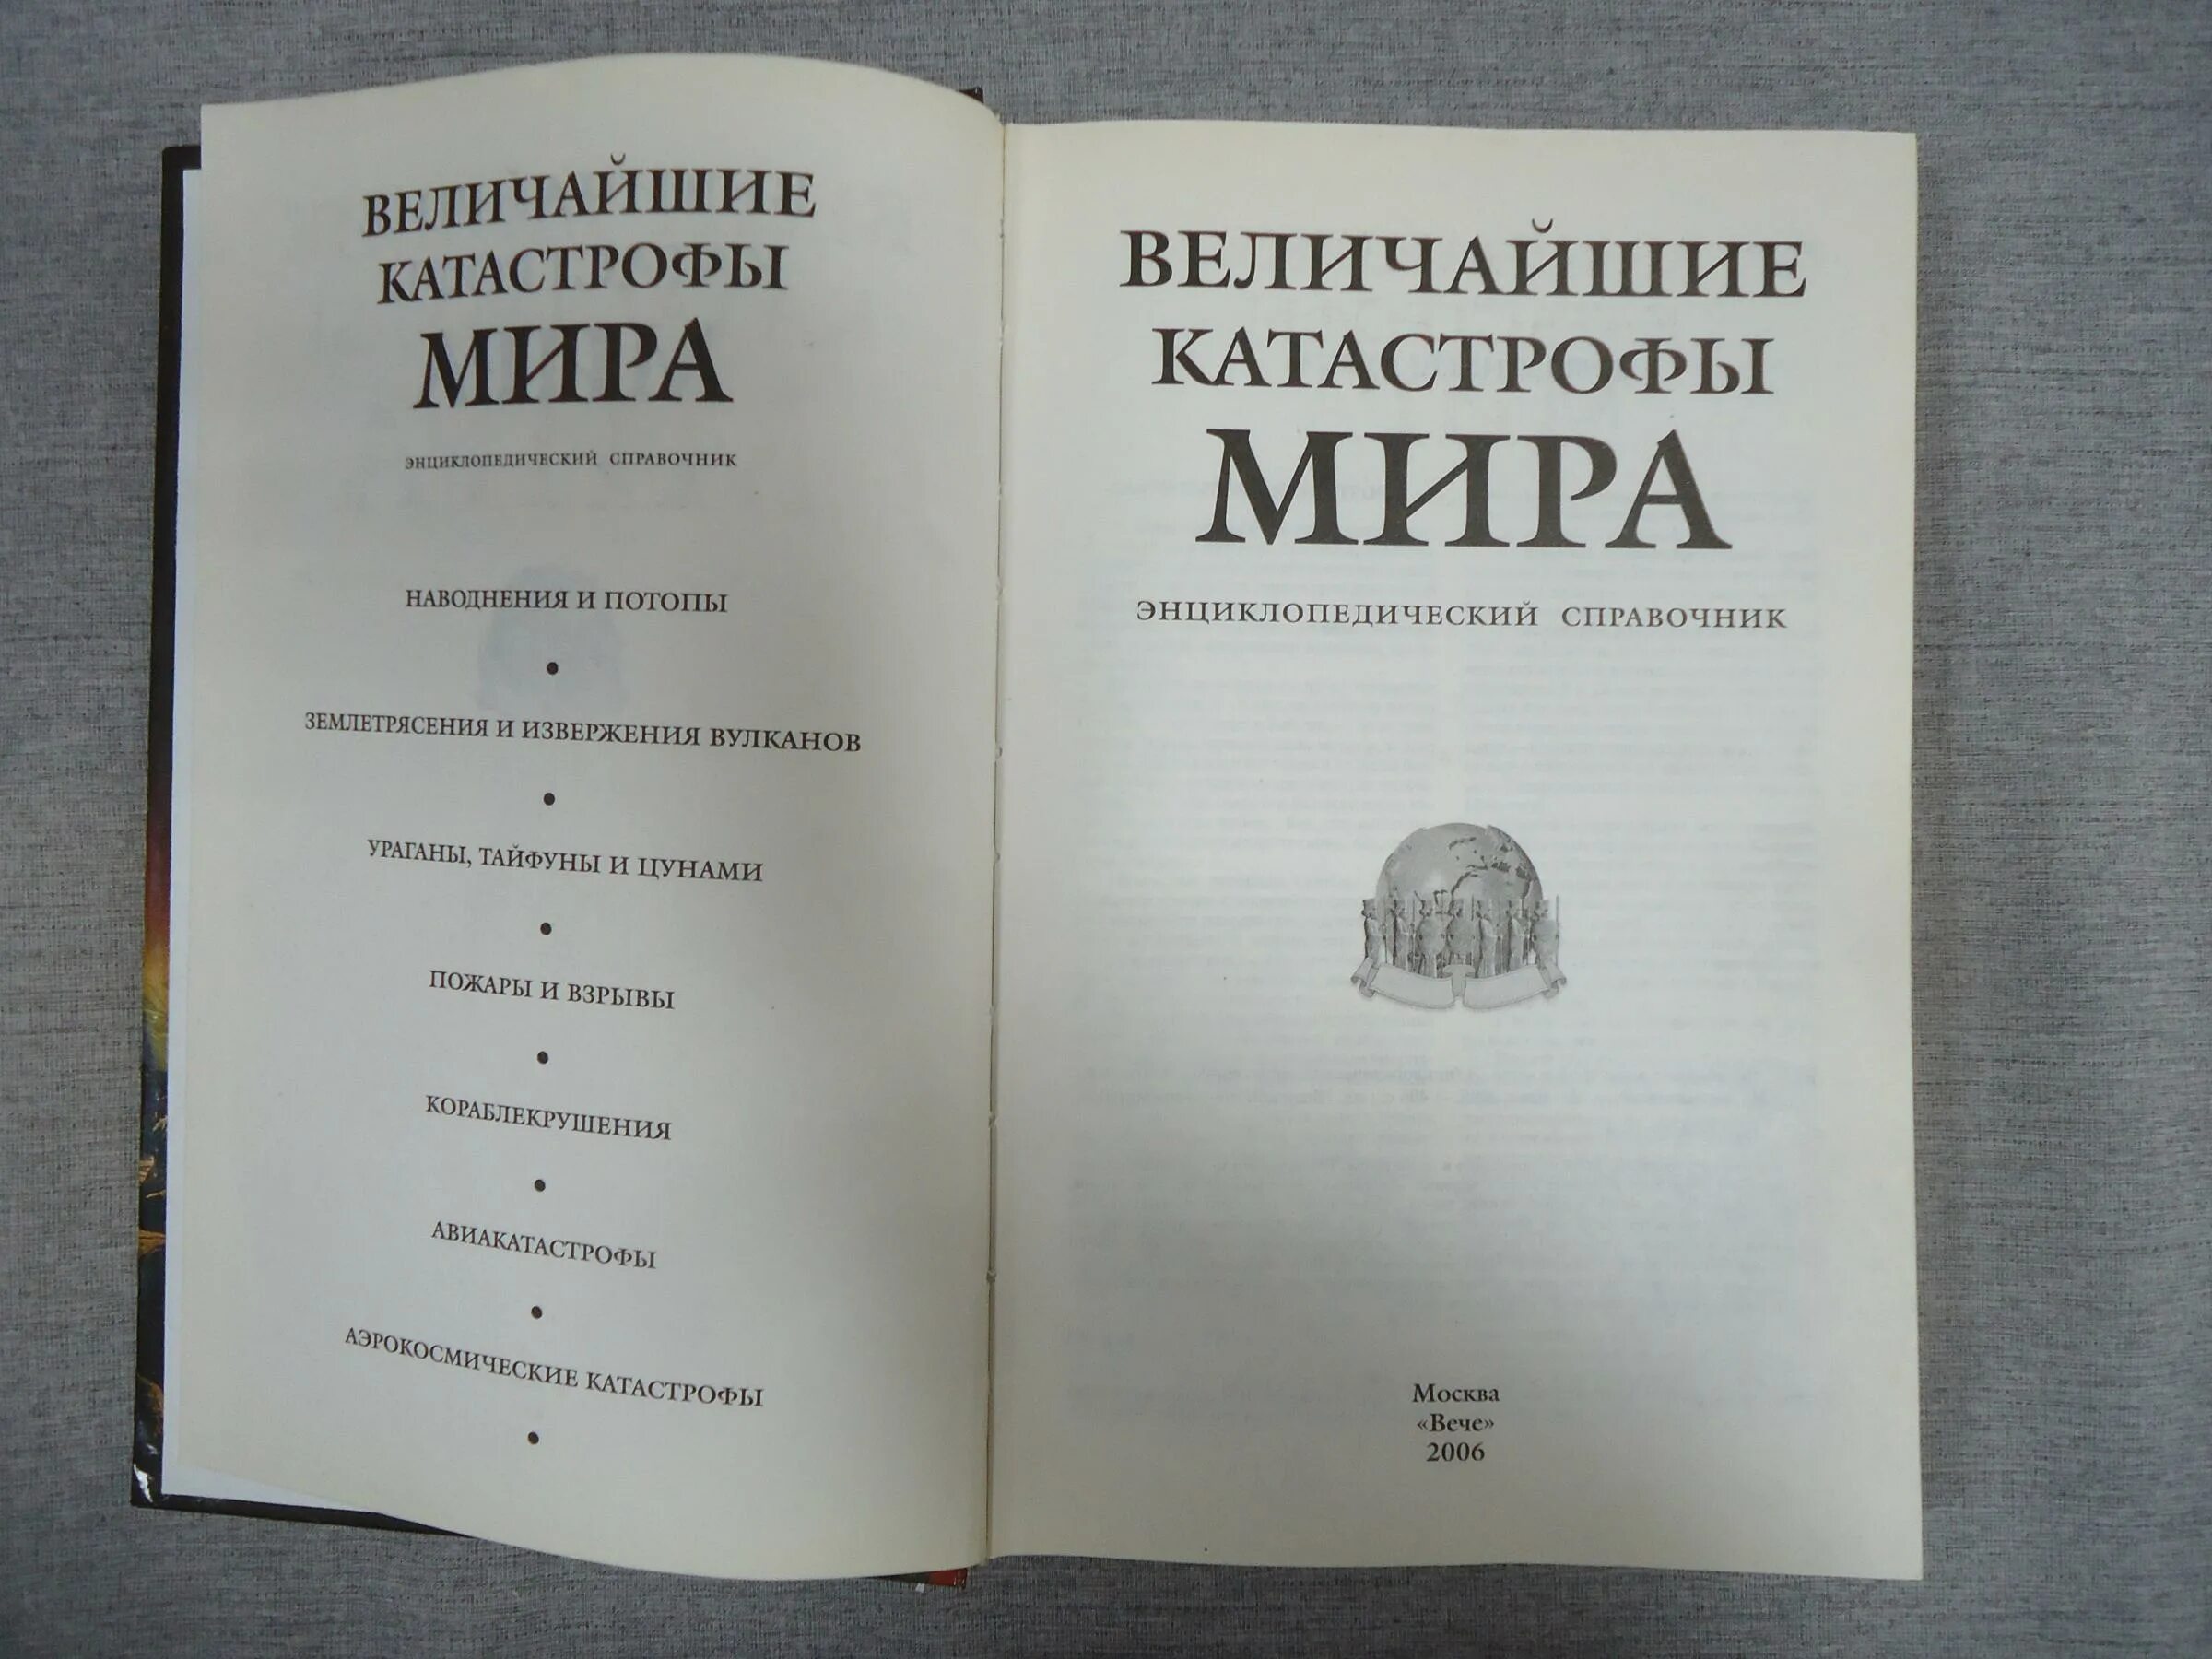 ВЕЛИЧАЙШИЕ
КАТАСТРОФЫ
МИРА
ЭНЦИКЛОПЕДИЧЕСКИЙ СПРАВОЧНИК
НАВОДНЕНИЯ И ПОТОПЫ
•
ЗЕМЛЕТРЯСЕНИЯ И ИЗВЕРЖЕНИЯ ВУЛКАНОВ
•
УРАГАНЫ, ТАЙФУНЫ И ЦУНАМИ
•
ПОЖАРЫ И ВЗРЫВЫ
•
КОРАБЛЕКРУШЕНИЯ
•
АВИАКАТАСТРОФЫ
•
АЭРОКОСМИЧЕСКИЕ КАТАСТРОФЫ
•
ВЕЛИЧАЙШИЕ
КАТАСТРОФЫ
МИРА
ЭНЦИКЛОПЕДИЧЕСКИЙ СПРАВОЧНИК
Москва
«Вече»
2006